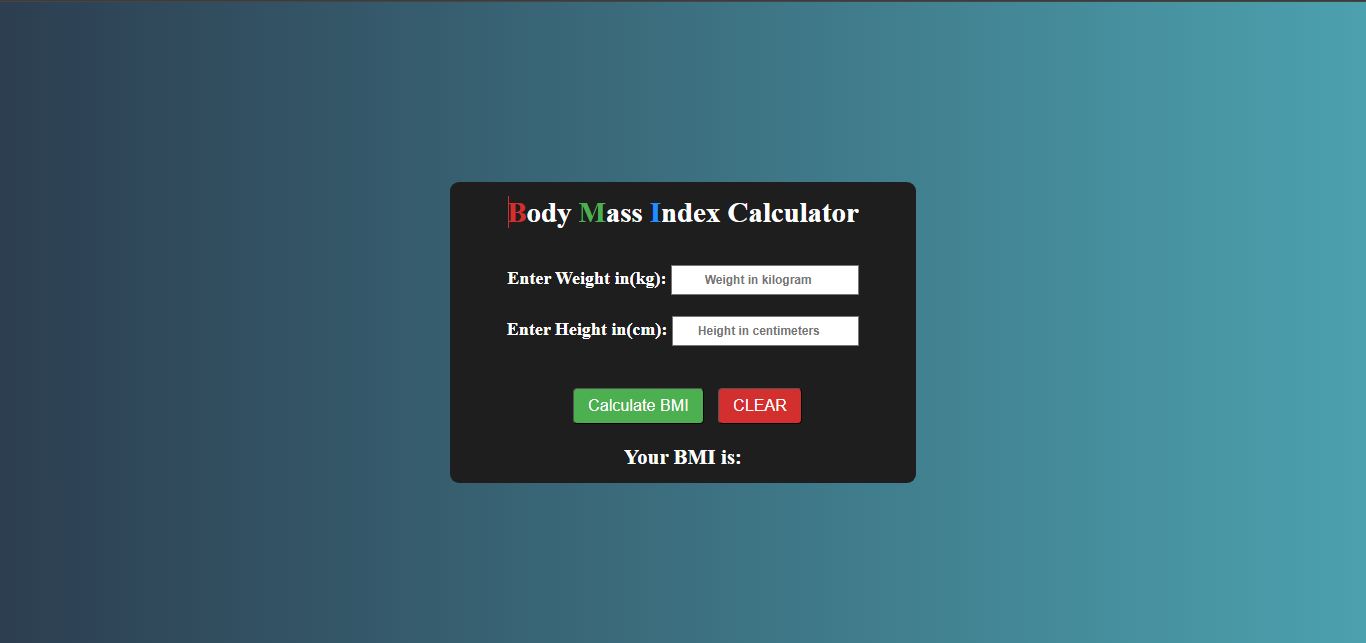 Body Mass Index Calculator
Enter Weight in(kg): Weight in kilogram
Enter Height in(cm): Height in centimeters
Calculate BMI CLEAR
Your BMI is: